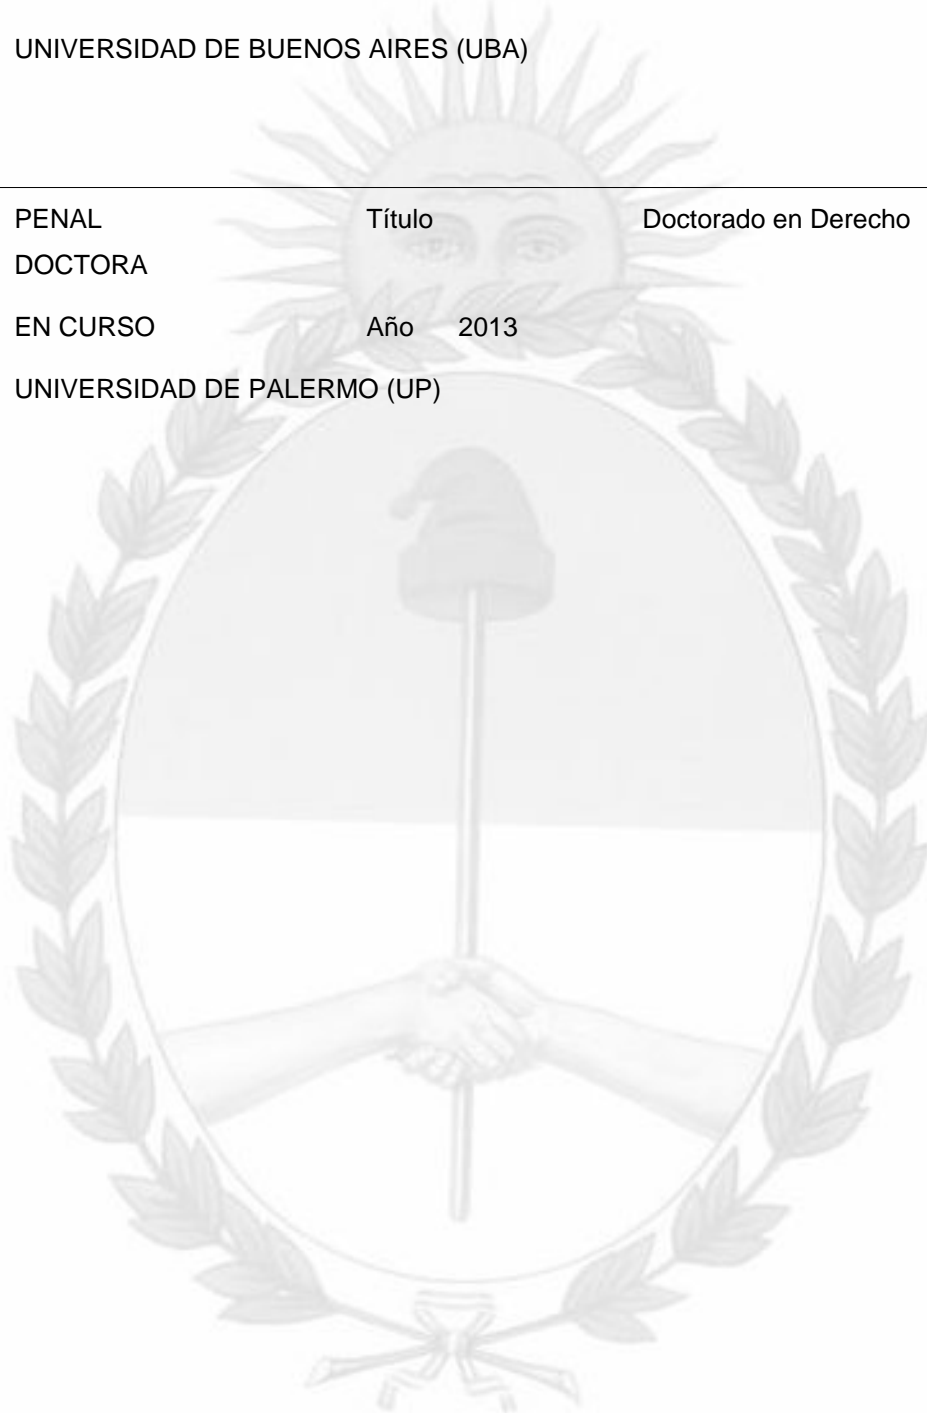 UNIVERSIDAD DE BUENOS AIRES (UBA)
PENAL Título Doctorado en Derecho
DOCTORA
EN CURSO Año 2013
UNIVERSIDAD DE PALERMO (UP)